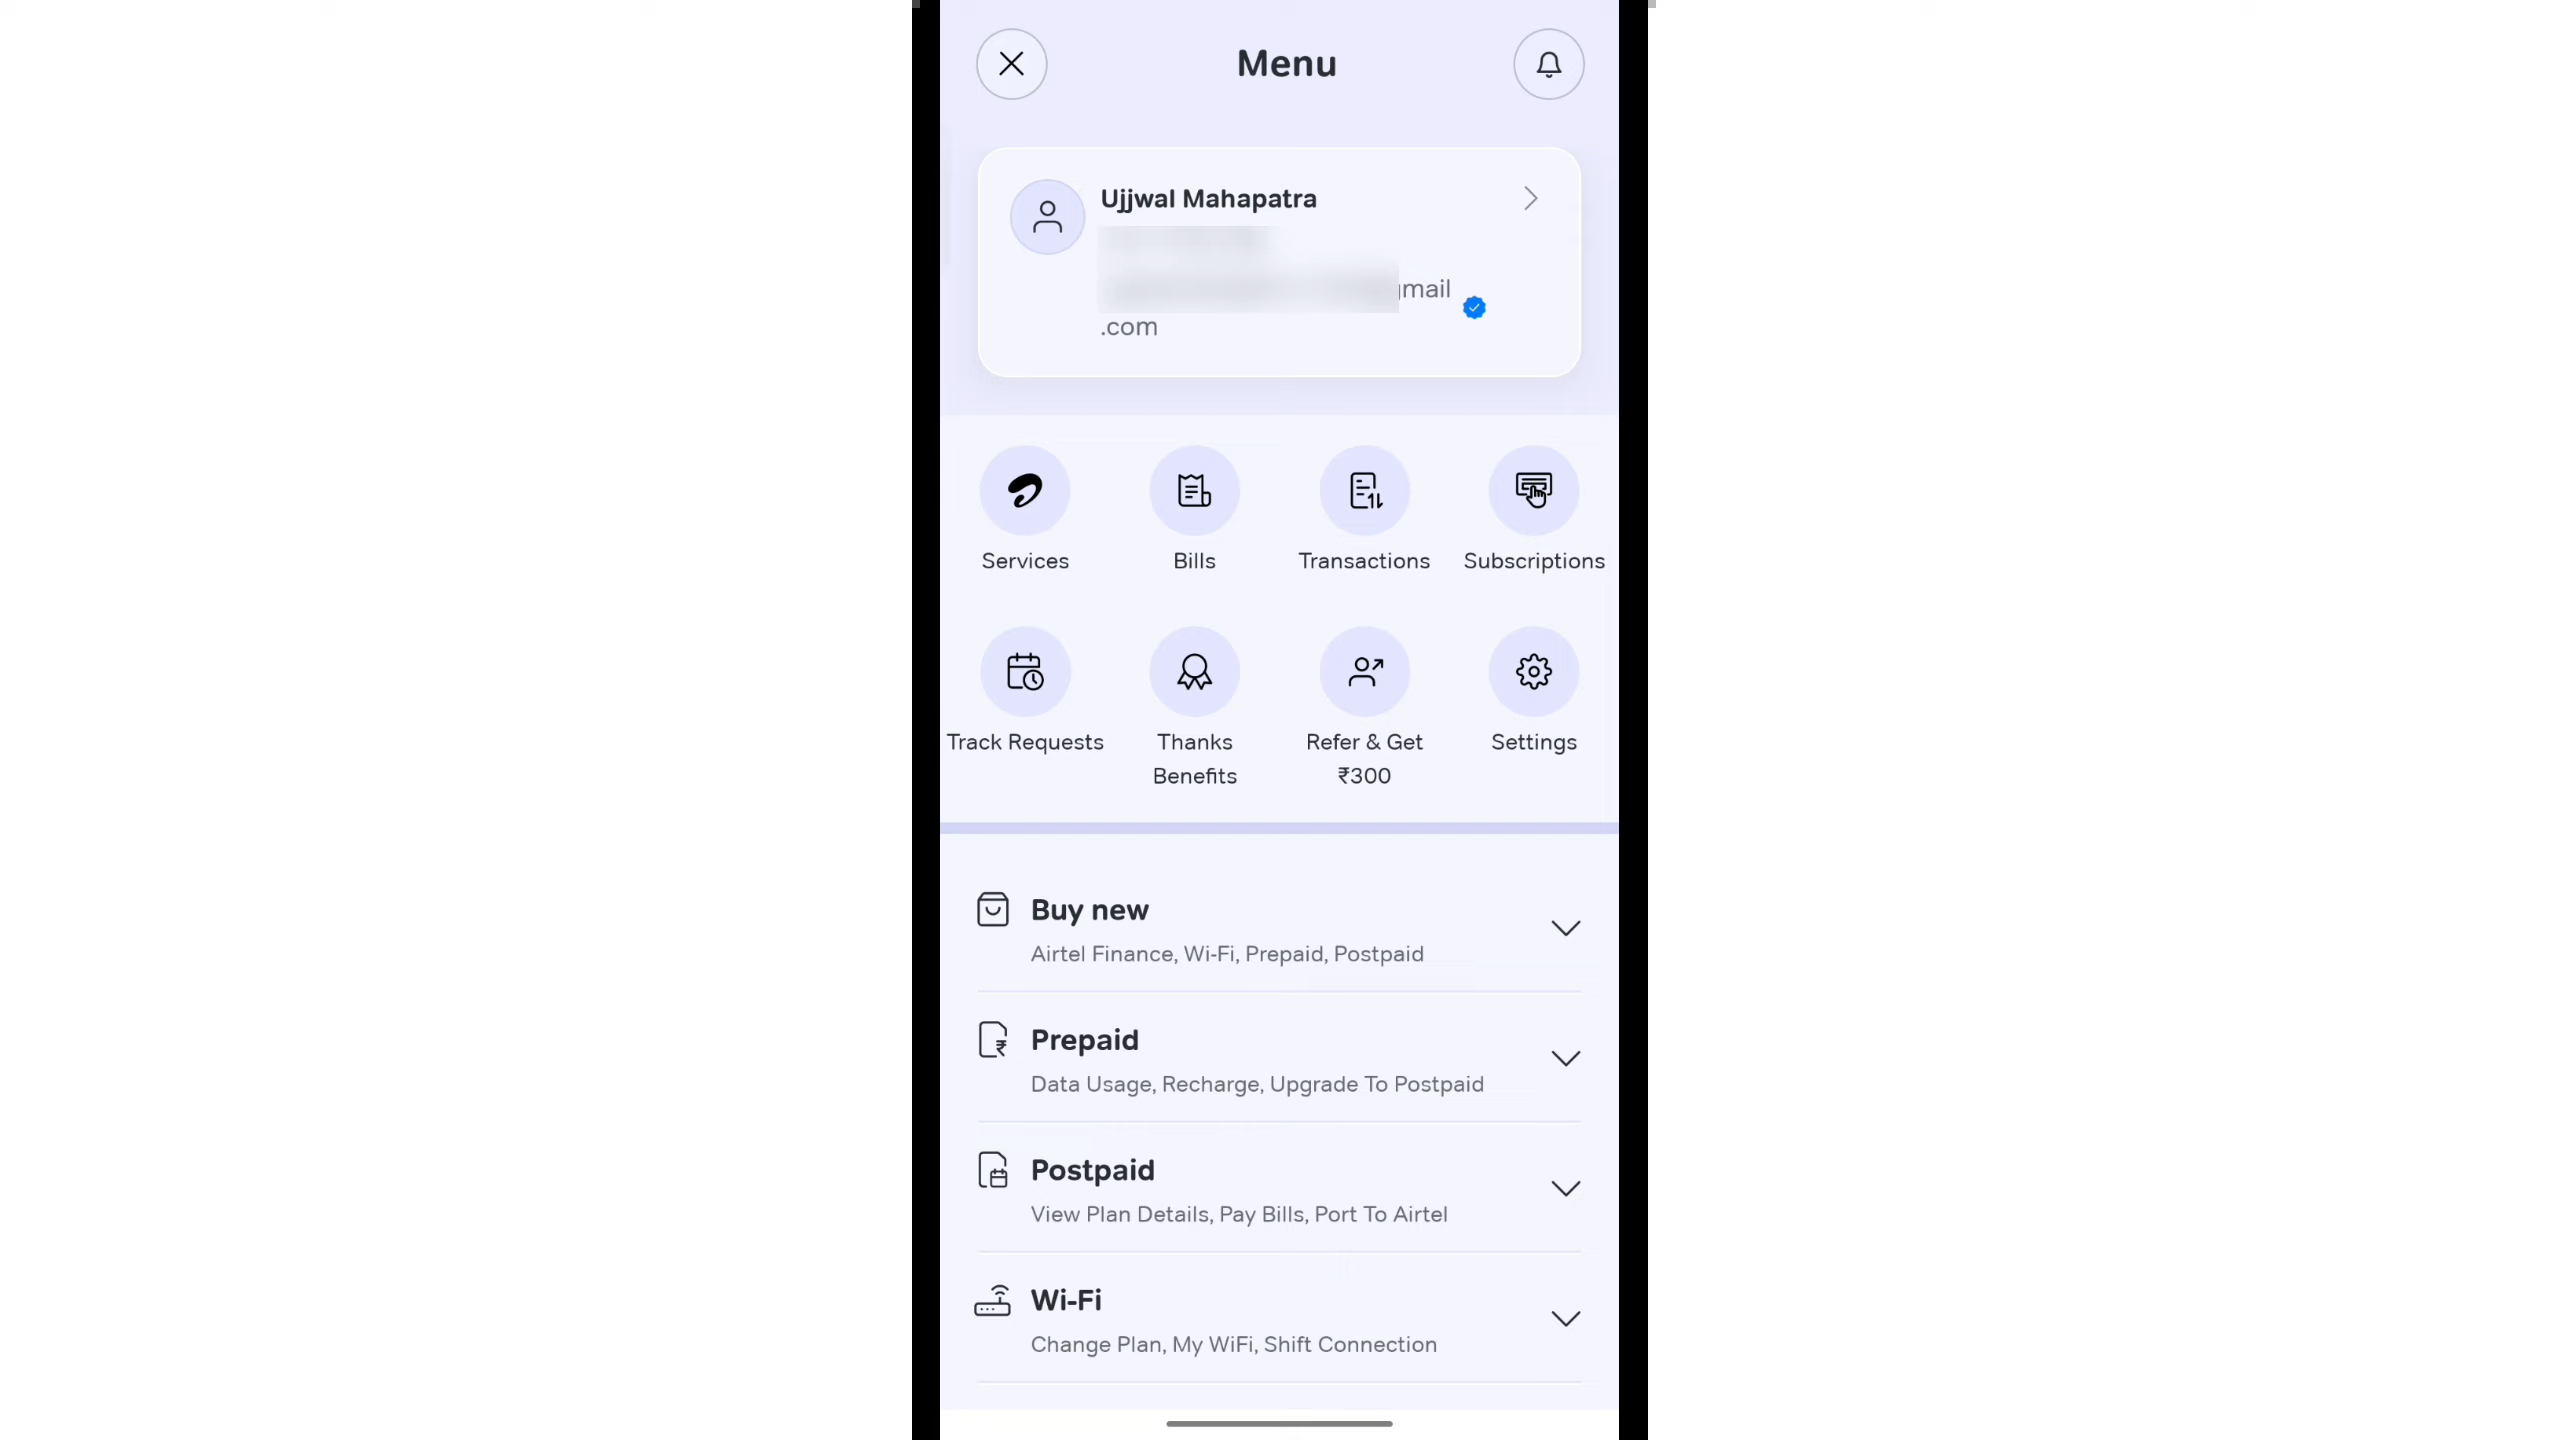 Menu
Ujjwal Mahapatra
mail
.com
Services
Bills
Transactions
Subscriptions
Track Requests
Thanks
Benefits
Refer & Get
₹300
Settings
Buy new
Airtel Finance, Wi-Fi, Prepaid, Postpaid
Prepaid
Data Usage, Recharge, Upgrade To Postpaid
Postpaid
View Plan Details, Pay Bills, Port To Airtel
Wi-Fi
Change Plan, My WiFi, Shift Connection